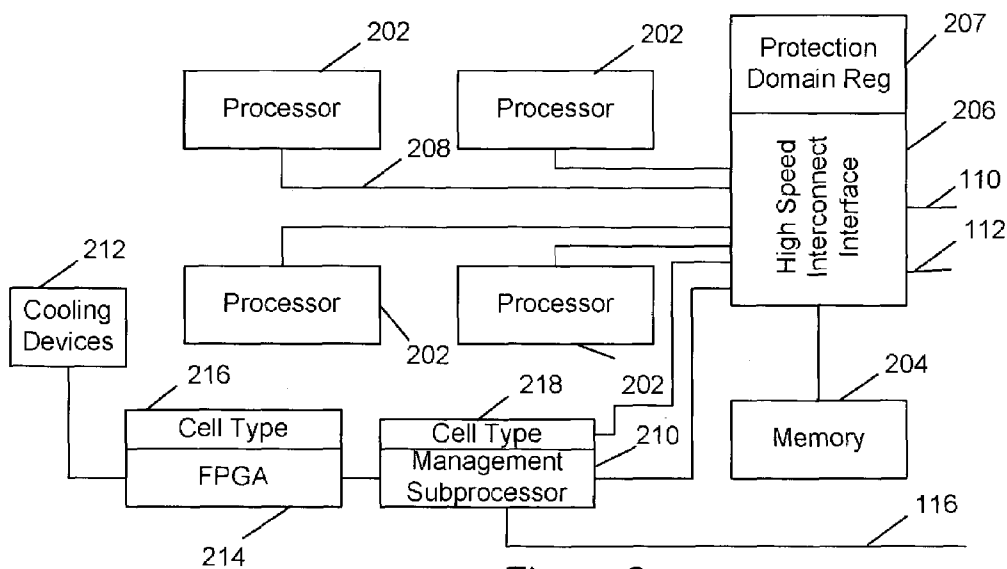 202
202
207
Protection
Domain Reg
Processor
Processor
206
208
High Speed
Interconnect
Interface
110
112
212
Cooling
Devices
Processor
Processor
202
202
216
218
204
Cell Type
Cell Type
210
Memory
FPGA
Management
Subprocessor
116
214